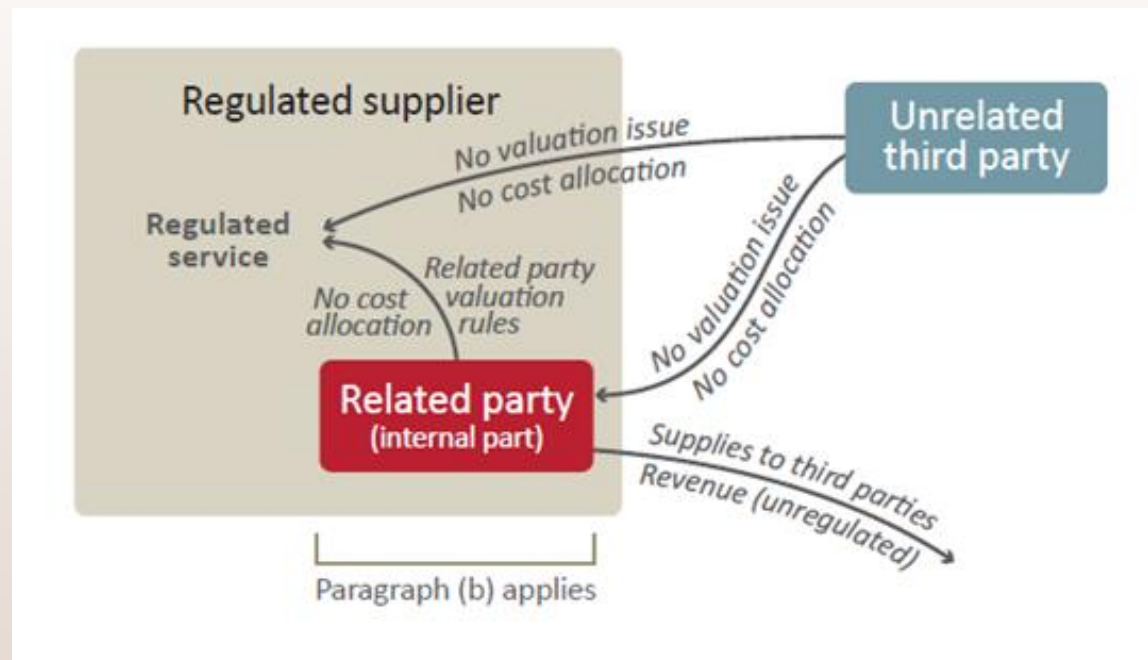 Regulated supplier
Unrelated
third party
No valuation issue
No cost allocation
Regulated
service
Related party
valuation
rules
No cost
allocation
No valuation issue
No cost allocation
Related party
(internal part)
Supplies to third parties
Revenue (unregulated)
Paragraph (b) applies